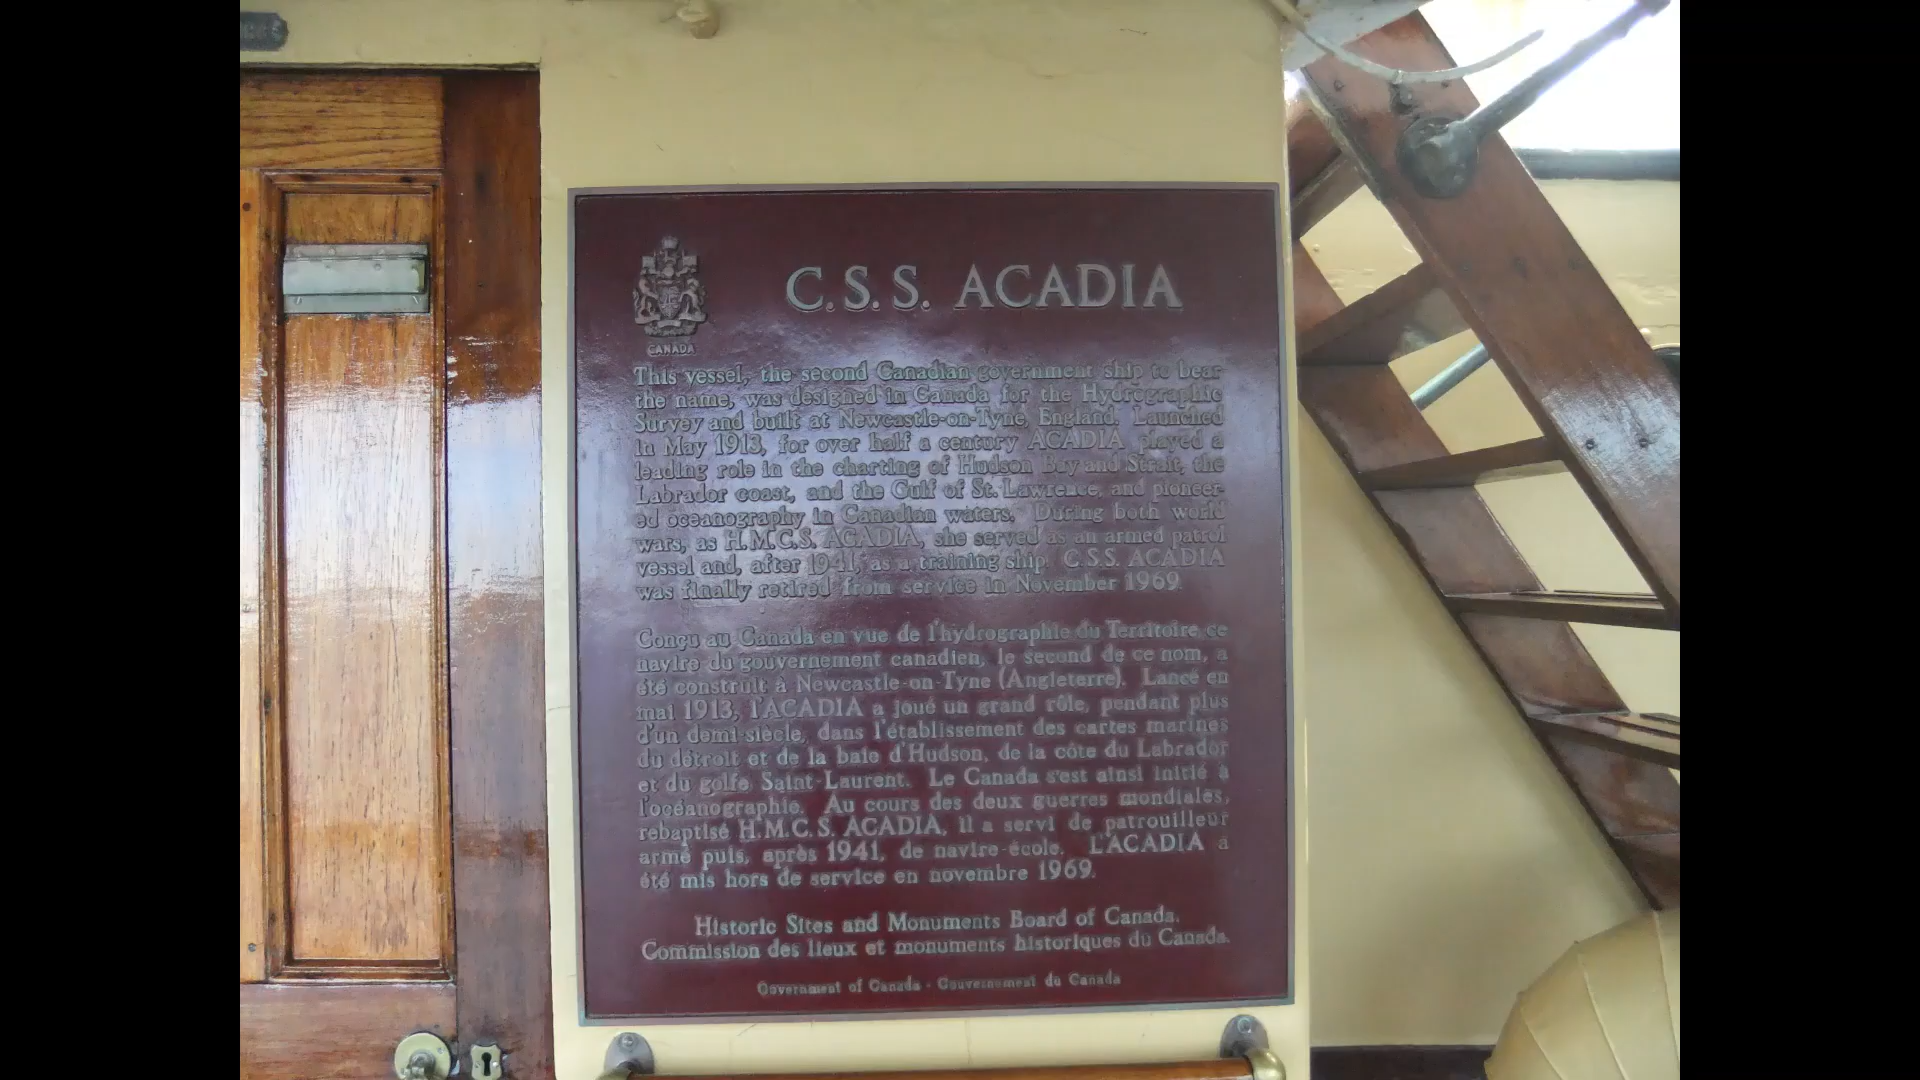 C.S.S. ACADIA
CANADA
This vessel, the second Canadian government ship to bear
the name, was designed in Canada for the Hydrographic
Survey and built at Newcastle-on-Tyne, England. Launched
in May 1913, for over half a century ACADIA played a
leading role in the charting of Hudson Bay and Strait, the
Labrador coast, and the Gulf of St. Lawrence, and pioneer-
ed oceanography in Canadian waters. During both world
wars, as H.M.C.S. ACADIA, she served as an armed patrol
vessel and, after 1941, as a training ship. C.S.S. ACADIA
was finally retired from service in November 1969.
Conçu au Canada en vue de l'hydrographie du Territoire ce
navire du gouvernement canadien, le second de ce nom, a
été construit à Newcastle-on-Tyne (Angleterre). Lancé en
mai 1913, l'ACADIA a joué un grand rôle, pendant plus
d'un demi-siècle, dans l'établissement des cartes marines
du détroit et de la baie d'Hudson, de la côte du Labrador
et du golfe Saint-Laurent. Le Canada s'est ainsi initié à
l'océanographie. Au cours des deux guerres mondiales,
rebaptisé H.M.C.S. ACADIA, il a servi de patrouilleur
armé puis, après 1941, de navire-école. L'ACADIA a
été mis hors de service en novembre 1969.
Historic Sites and Monuments Board of Canada.
Commission des lieux et monuments historiques du Canada.
Government of Canada - Gouvernement du Canada